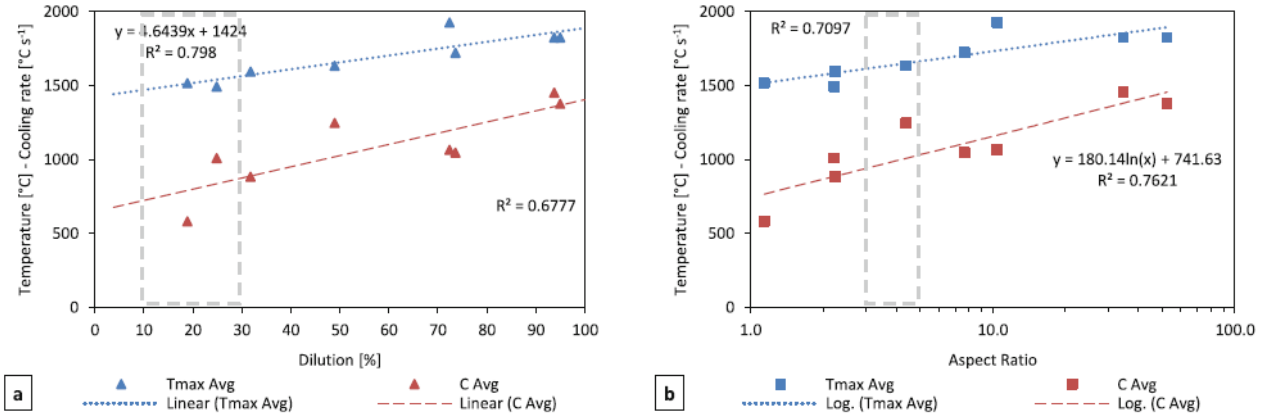 Temperature [°C] - Cooling rate [°C s⁻¹]
2000
1500
1000
500
0
y = 4.6439x + 1424
R² = 0.798
R² = 0.6777
0 10 20 30 40 50 60 70 80 90 100
Dilution [%]
a
Tmax Avg
C Avg
Linear (Tmax Avg)
Linear (C Avg)
Temperature [°C] - Cooling rate [°C s⁻¹]
2000
1500
1000
500
0
R² = 0.7097
y = 180.14ln(x) + 741.63
R² = 0.7621
1.0 10.0 100.0
Aspect Ratio
b
Tmax Avg
C Avg
Log. (Tmax Avg)
Log. (C Avg)